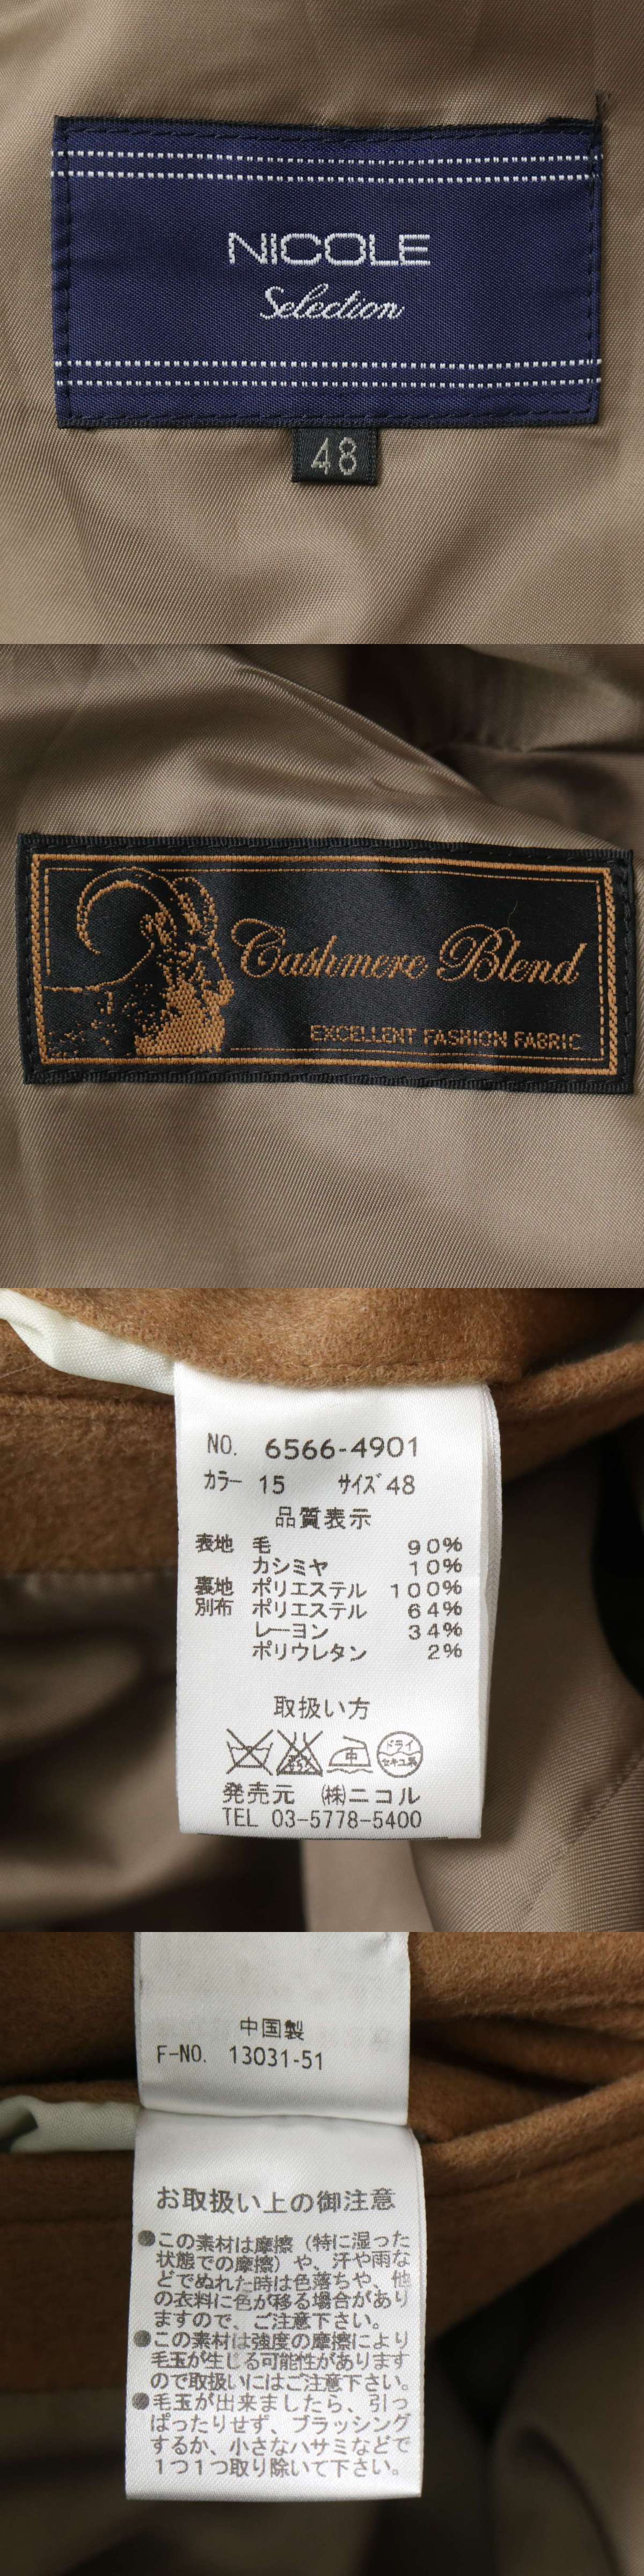 NICOLE
Selection
48
Cashmere Blend
EXCELLENT FASHION FABRIC
NO. 6566-4901
カラー 15 サイズ 48
品質表示
表地 毛 90%
カシミヤ 10%
裏地 ポリエステル 100%
別布 ポリエステル 64%
レーヨン 34%
ポリウレタン 2%
取扱い方
中 ドライ セキユ系
発売元 ㈱ニコル
TEL 03-5778-5400
中国製
F-NO. 13031-51
お取扱い上の御注意
●この素材は摩擦（特に湿った
状態での摩擦）や、汗や雨な
どでぬれた時は色落ちや、他
の衣料に色が移る場合があり
ますので、ご注意下さい。
●この素材は強度の摩擦により
毛玉が生じる可能性があります
ので取扱いにはご注意下さい。
●毛玉が出来ましたら、引っ
ぱったりせず、ブラッシング
するか、小さなハサミなどで
1つ1つ取り除いて下さい。